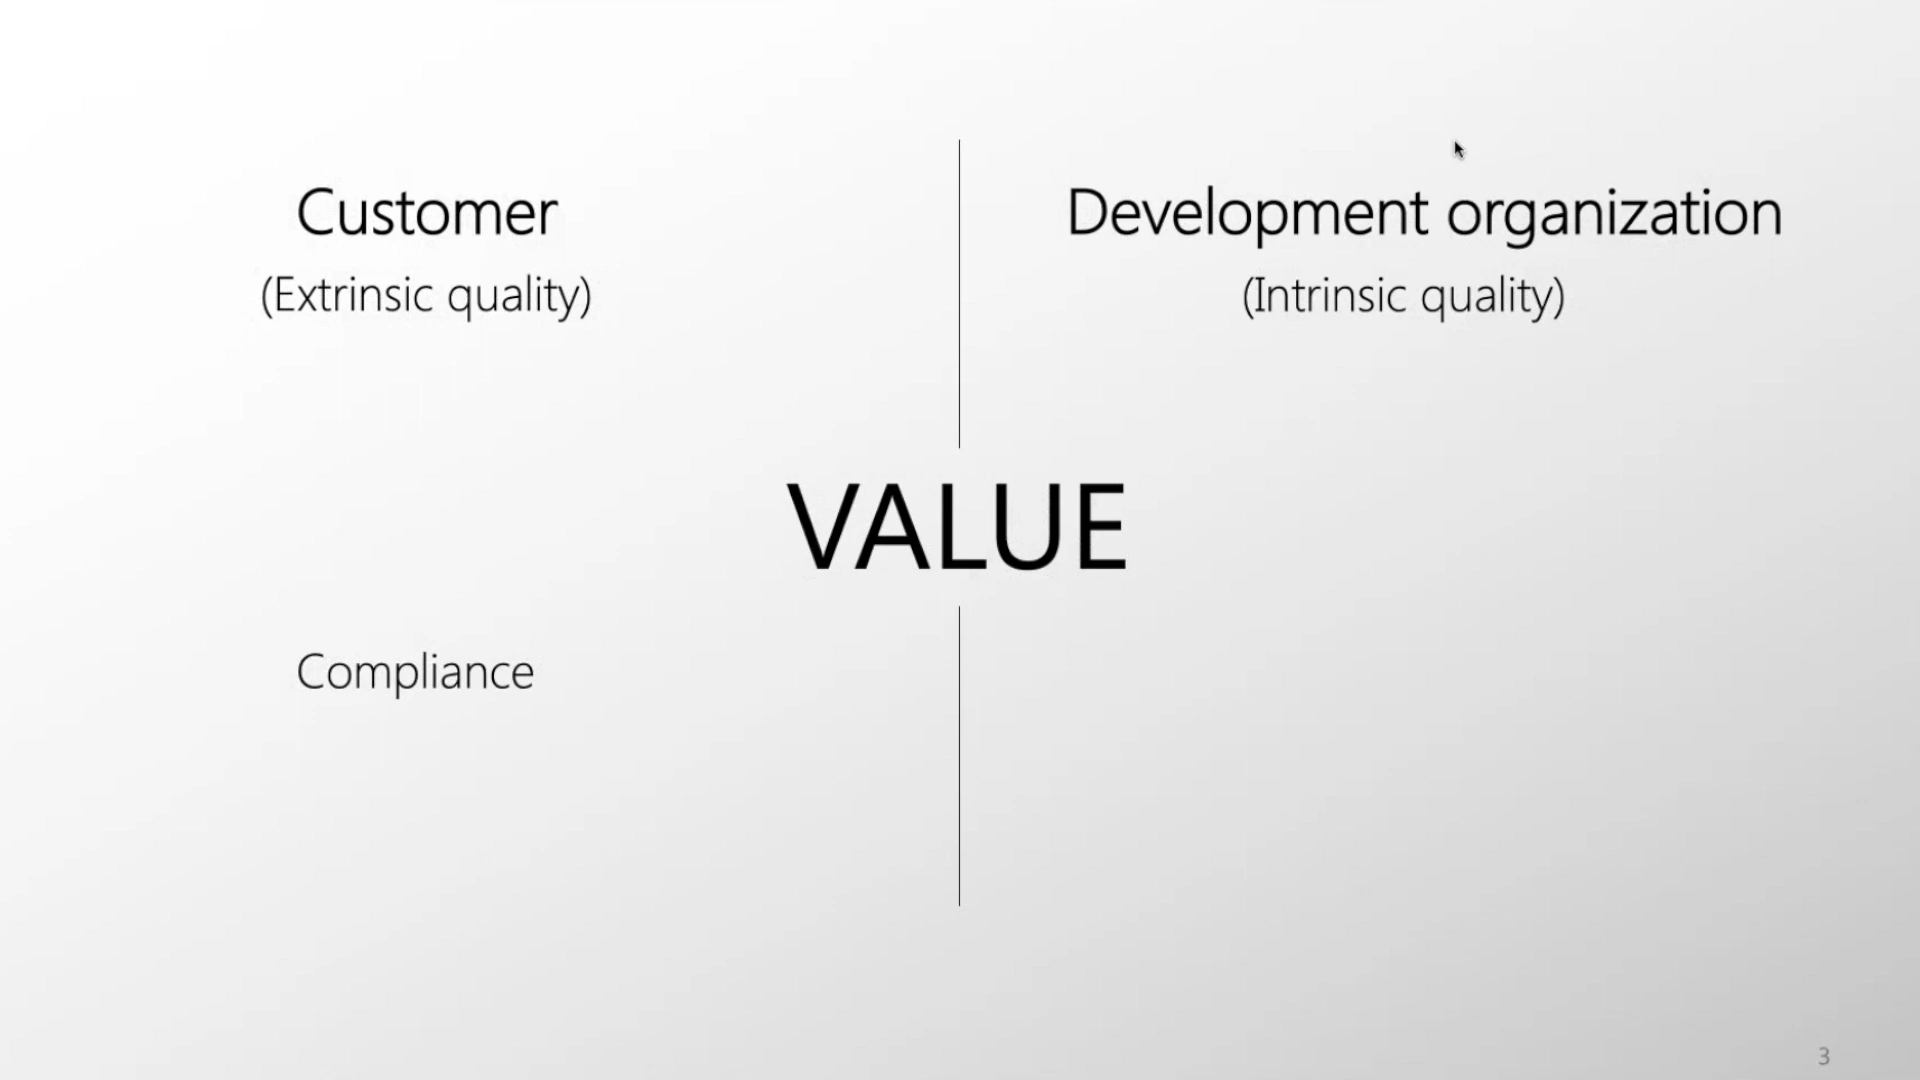 Customer
(Extrinsic quality)
Development organization
(Intrinsic quality)
VALUE
Compliance
3